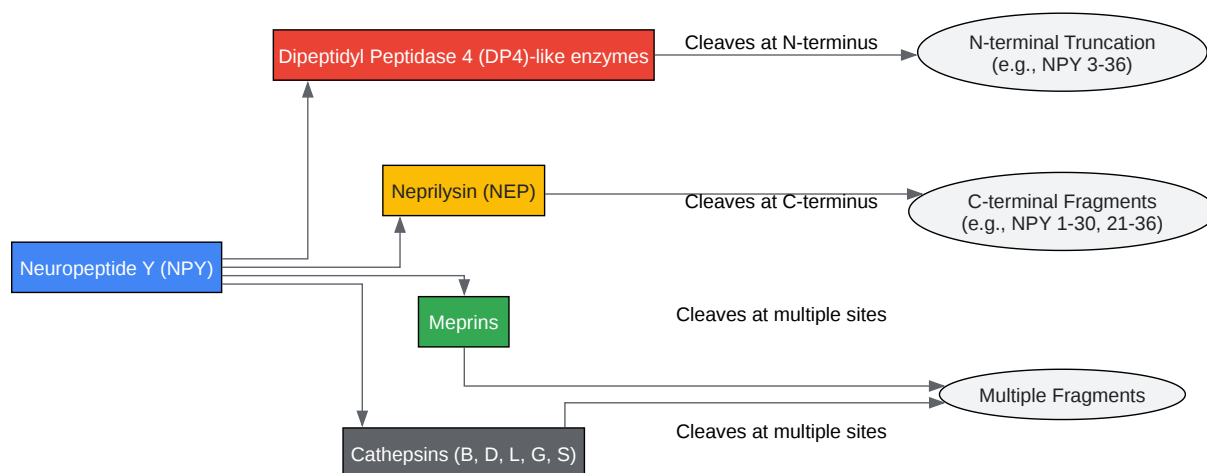 Dipeptidyl Peptidase 4 (DP4)-like enzymes
Cleaves at N-terminus
N-terminal Truncation
(e.g., NPY 3-36)
Neprilysin (NEP)
Cleaves at C-terminus
C-terminal Fragments
(e.g., NPY 1-30, 21-36)
Neuropeptide Y (NPY)
Meprins
Cleaves at multiple sites
Multiple Fragments
Cathepsins (B, D, L, G, S)
Cleaves at multiple sites